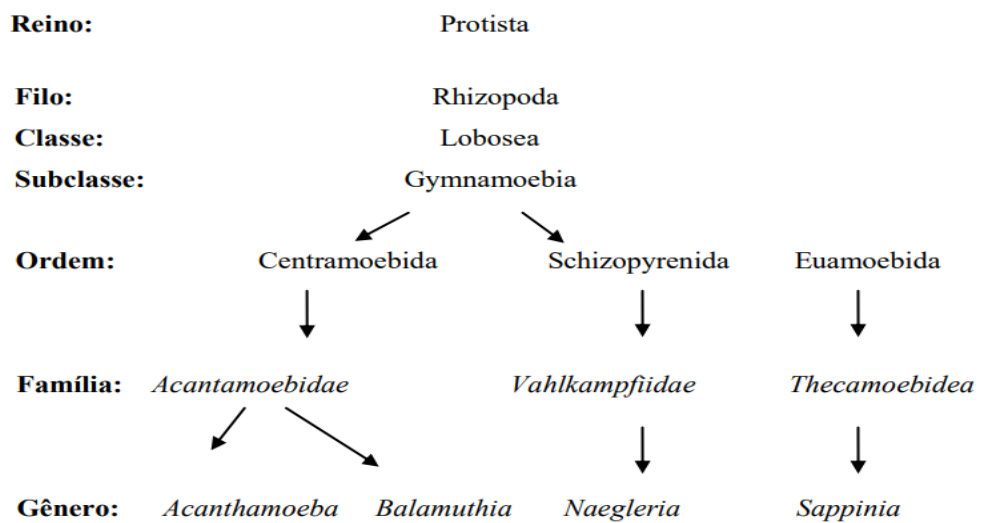 Reino: Protista
Filo: Rhizopoda
Classe: Lobosea
Subclasse: Gymnamoebia
Ordem: Centramoebida Schizopyrenida Euamoebida
Família: Acantamoebidae Vahlkampfiidae Thecamoebidea
Gênero: Acanthamoeba Balamuthia Naegleria Sappinia